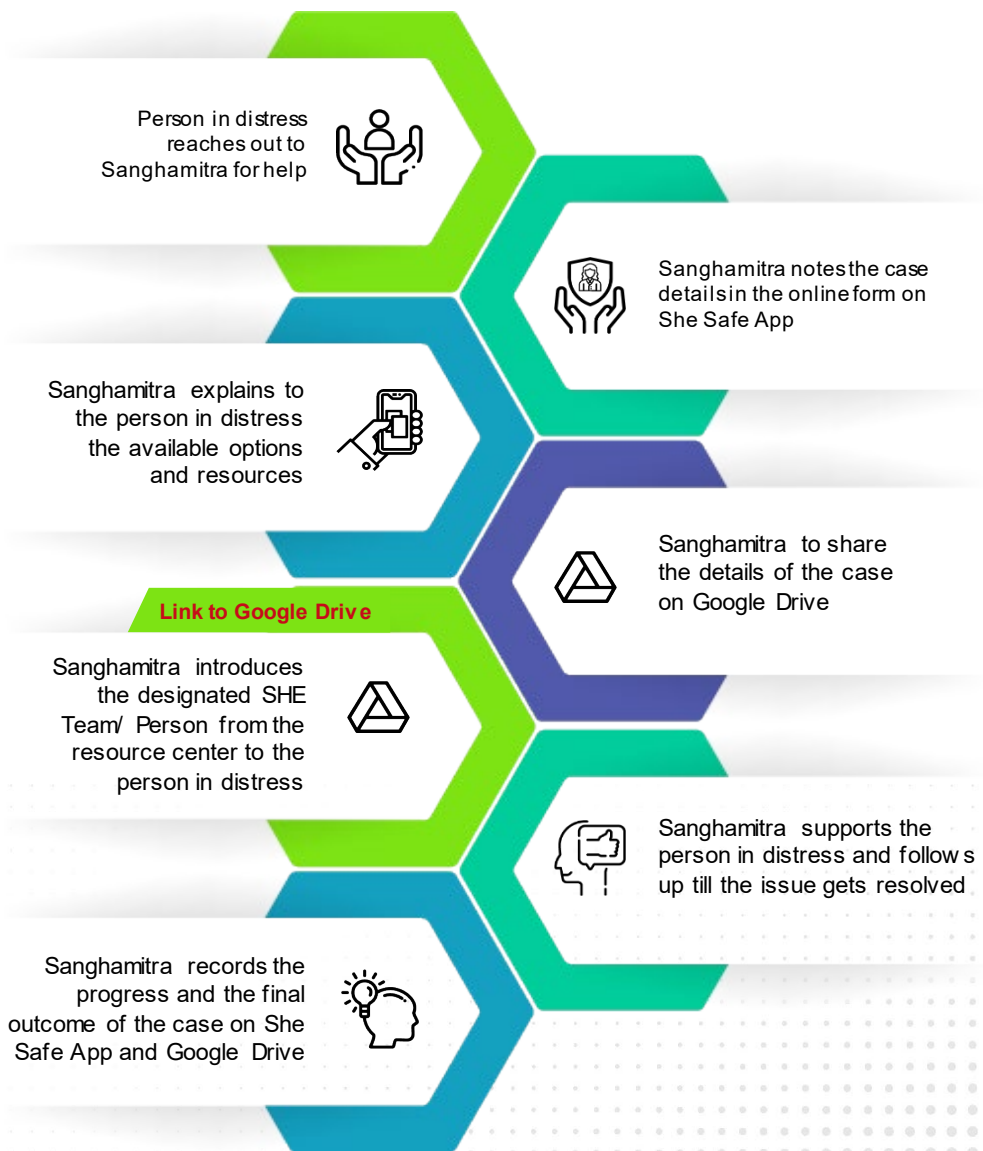 Person in distress
reaches out to
Sanghamitra for help
Sanghamitra notes the case
details in the online form on
She Safe App
Sanghamitra explains to
the person in distress
the available options
and resources
Sanghamitra to share
the details of the case
on Google Drive
Link to Google Drive
Sanghamitra introduces
the designated SHE
Team/ Person from the
resource center to the
person in distress
Sanghamitra supports the
person in distress and follows
up till the issue gets resolved
Sanghamitra records the
progress and the final
outcome of the case on She
Safe App and Google Drive